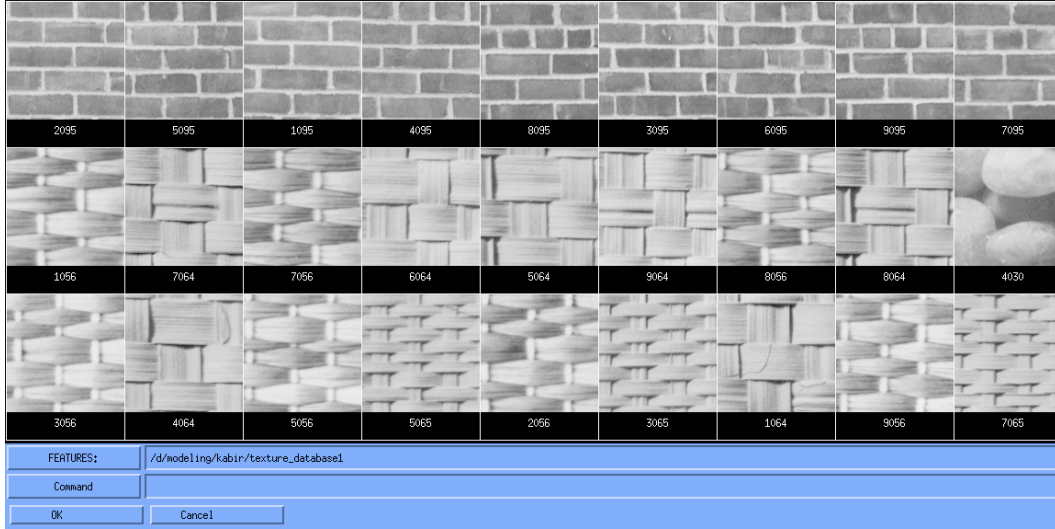 2095 5095 1095 4095 8095 3095 6095 9095 7095
1056 7064 7056 6064 5064 9064 8056 8064 4030
3056 4064 5056 5065 2056 3065 1064 9056 7065
FEATURES: /d/modeling/kabir/texture_database1
Command
OK Cancel